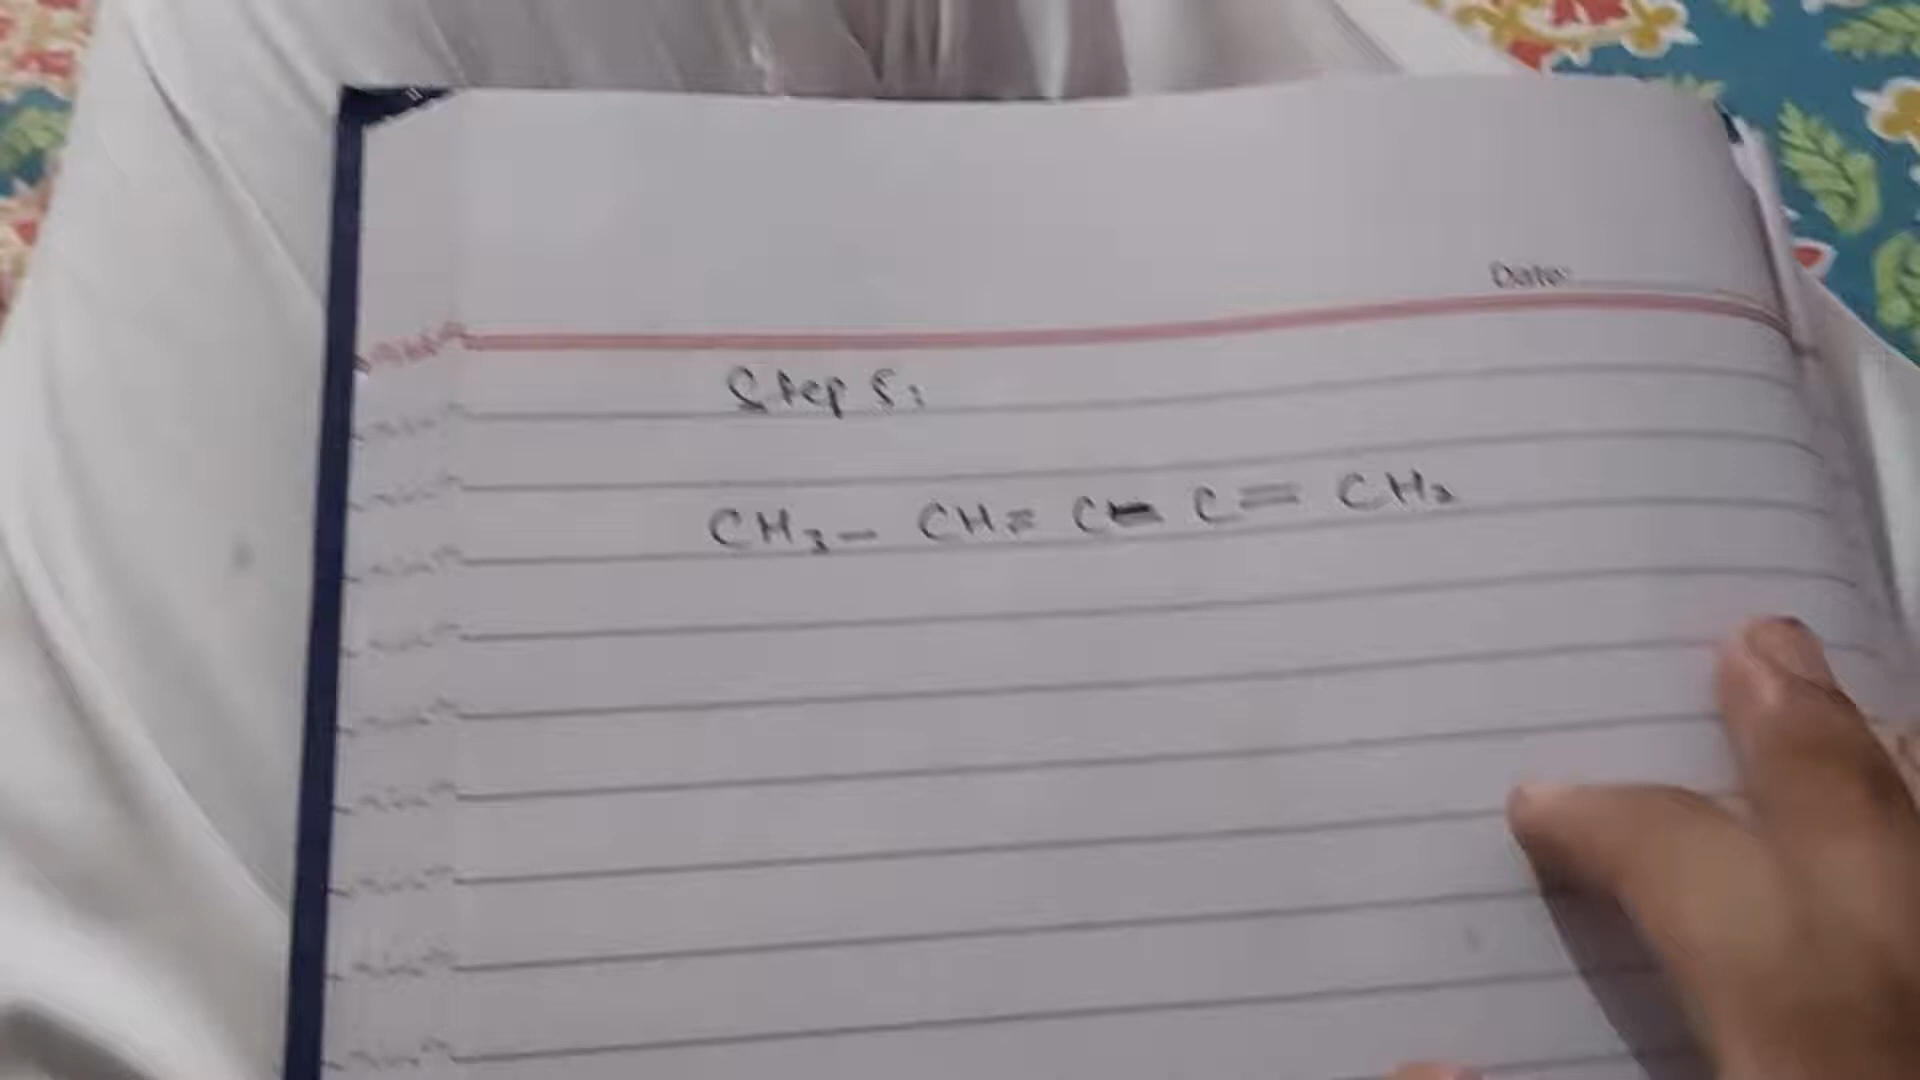 Date:
Step 5:
CH₃ – CH = C – C = CH₂